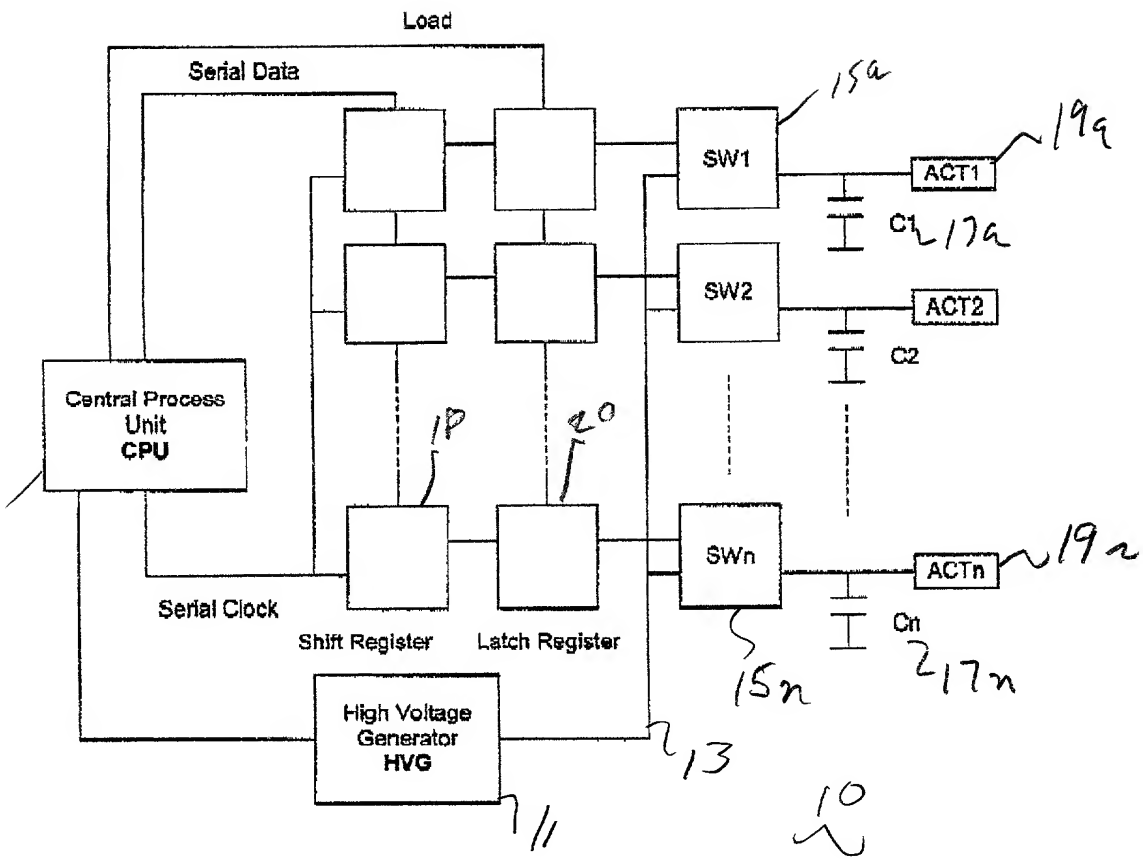 Load
Serial Data
15a
SW1
ACT1
19a
C1
17a
SW2
ACT2
C2
Central Process
Unit
CPU
18
20
SWn
ACTn
19n
Serial Clock
Shift Register
Latch Register
Cn
17n
15n
High Voltage
Generator
HVG
13
11
10